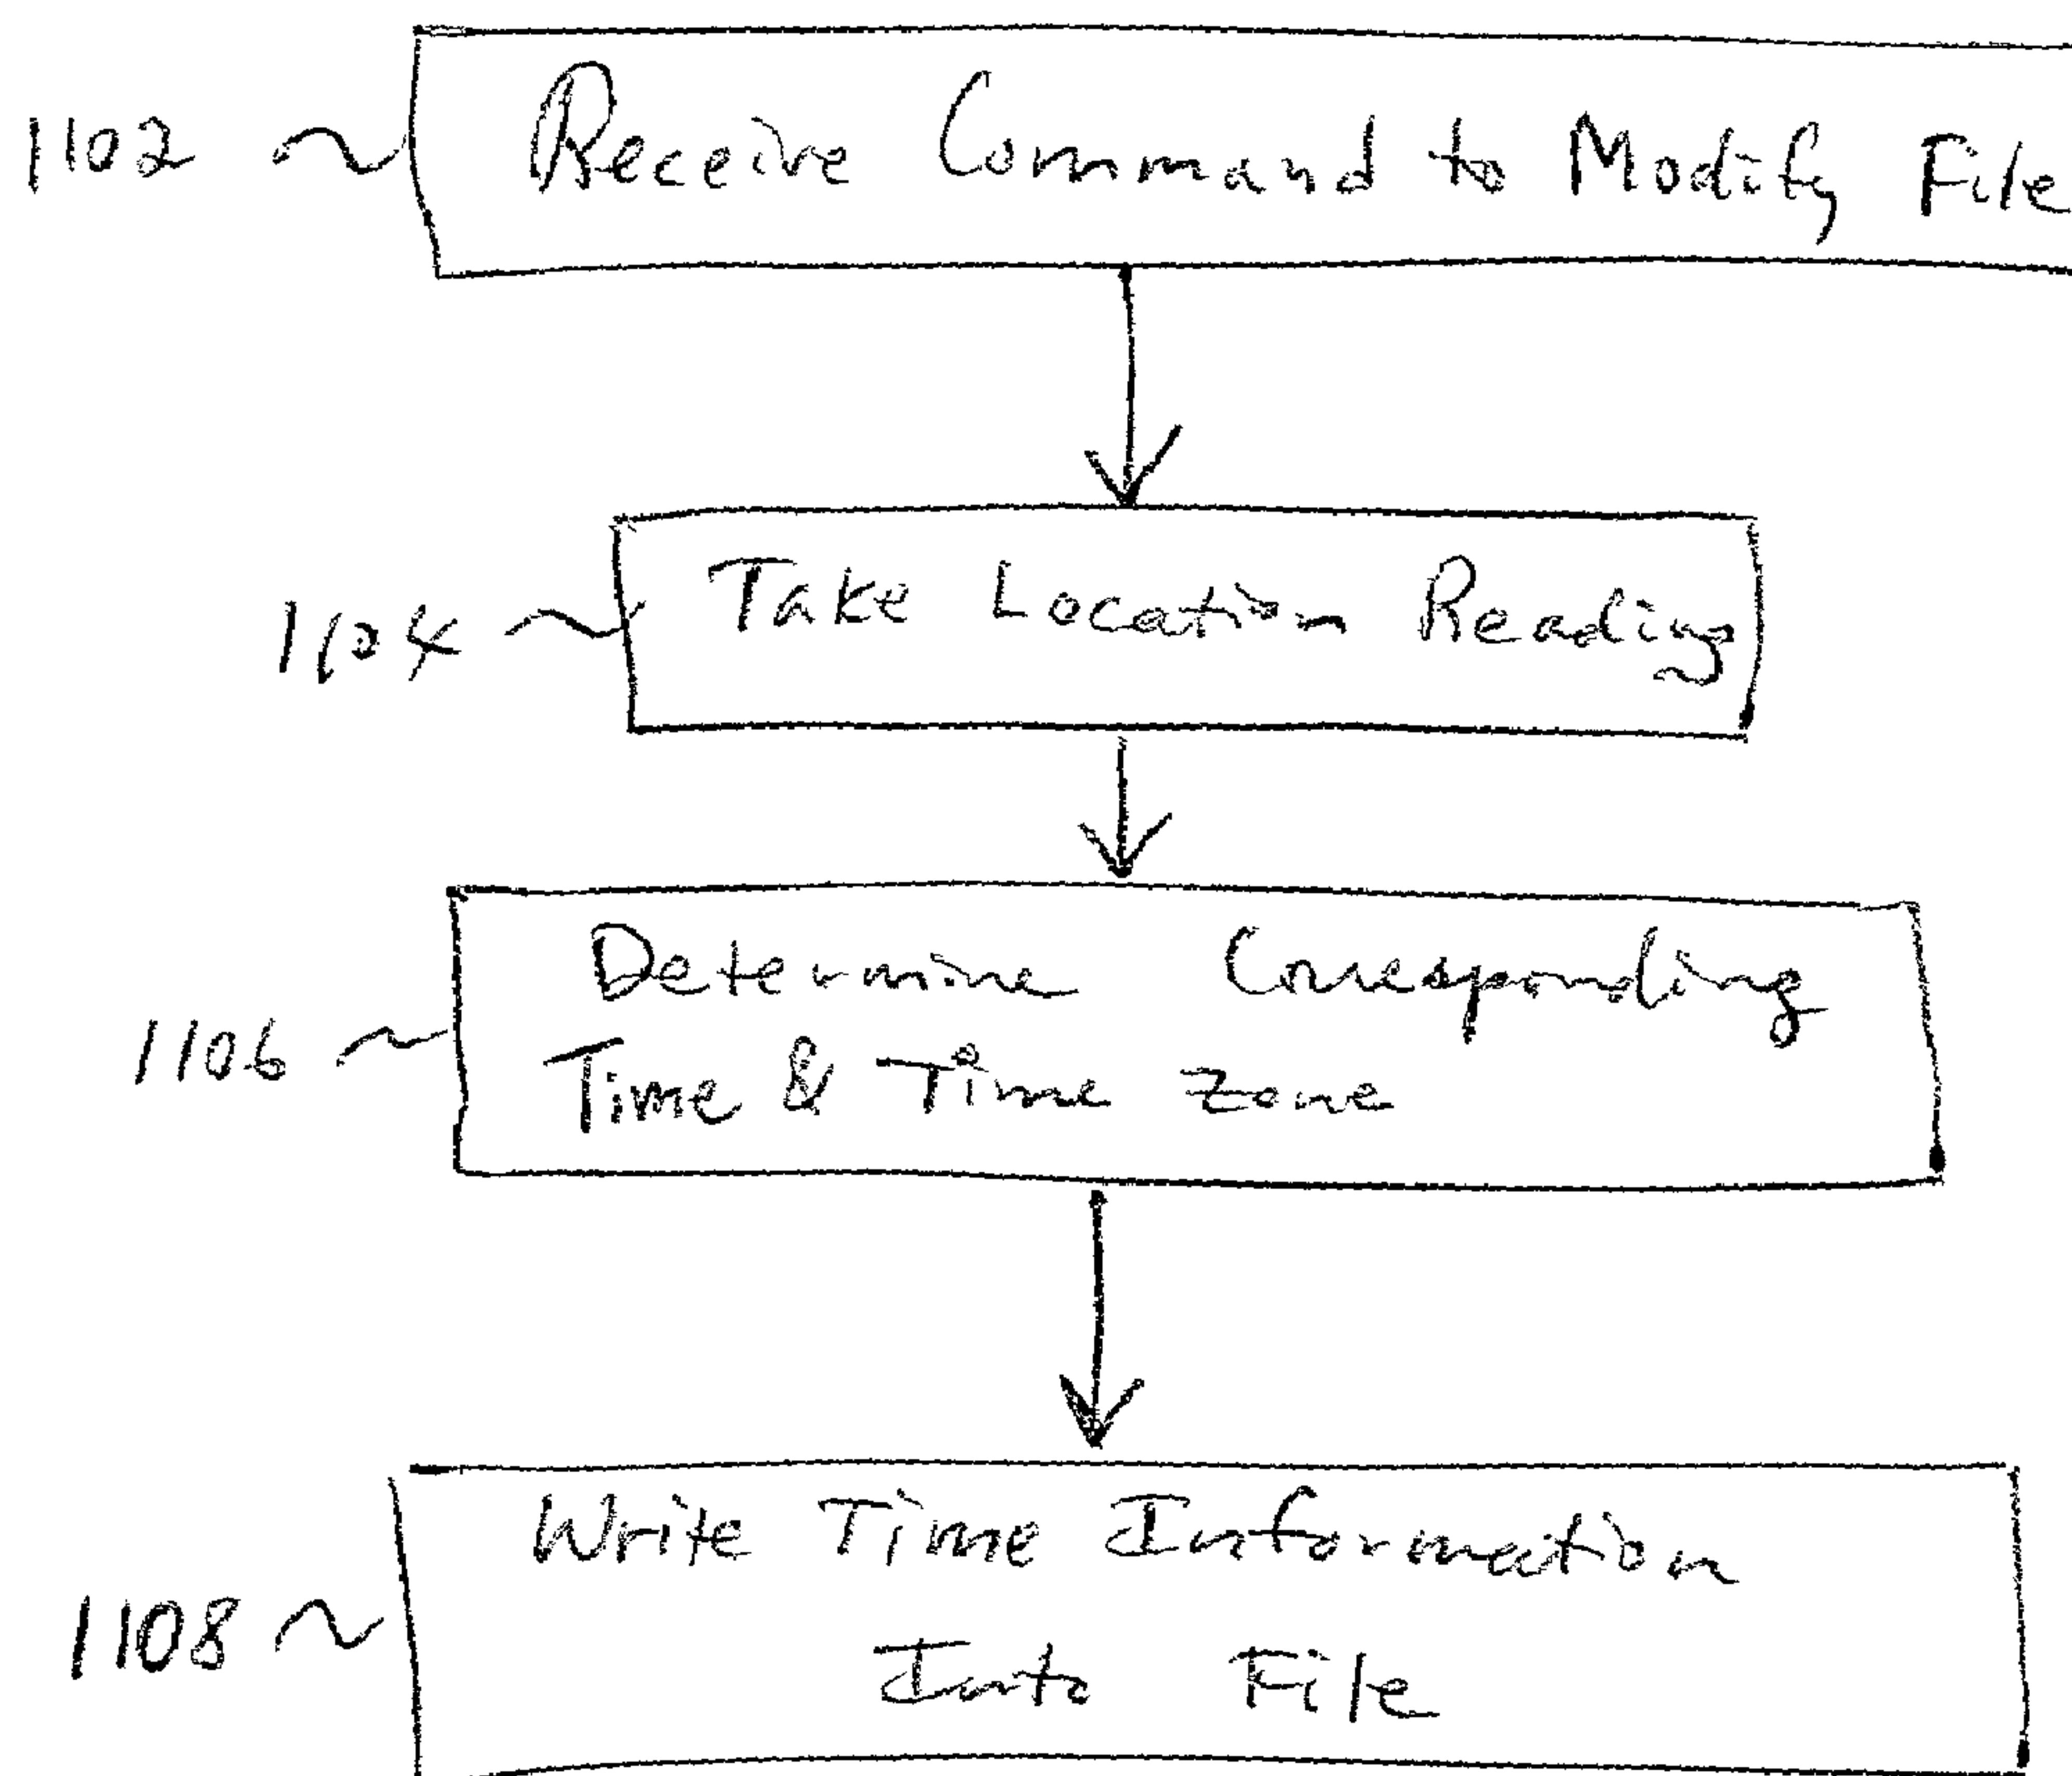 1102 Receive Command to Modify File
1104 Take Location Reading
Determine Corresponding
1106 Time & Time Zone
Write Time Information
1108 Into File